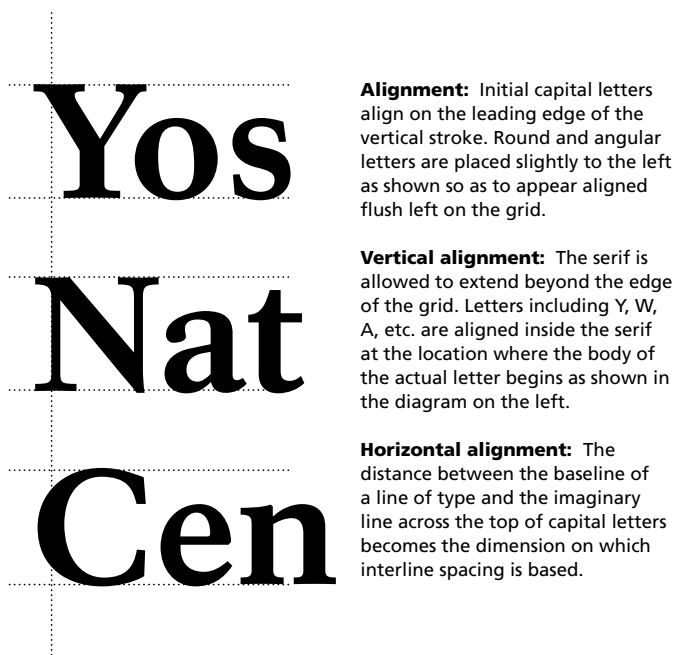 Yos
Nat
Cen
Alignment: Initial capital letters
align on the leading edge of the
vertical stroke. Round and angular
letters are placed slightly to the left
as shown so as to appear aligned
flush left on the grid.
Vertical alignment: The serif is
allowed to extend beyond the edge
of the grid. Letters including Y, W,
A, etc. are aligned inside the serif
at the location where the body of
the actual letter begins as shown in
the diagram on the left.
Horizontal alignment: The
distance between the baseline of
a line of type and the imaginary
line across the top of capital letters
becomes the dimension on which
interline spacing is based.